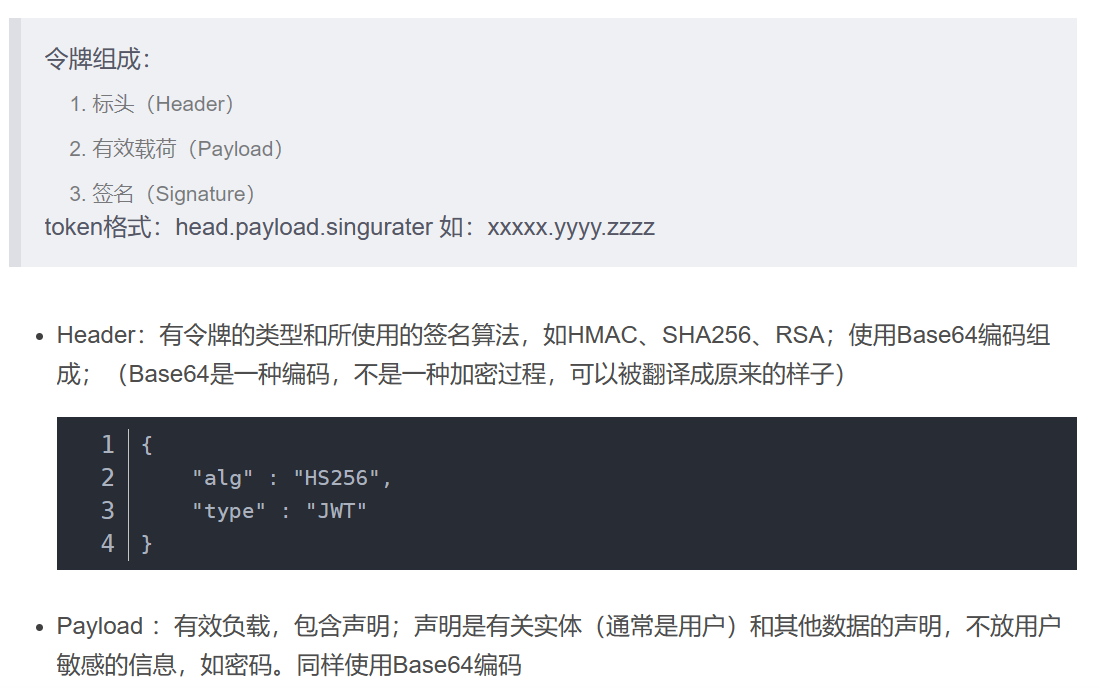 令牌组成：
1. 标头（Header）
2. 有效载荷（Payload）
3. 签名（Signature）
token格式：head.payload.singurater 如：xxxxx.yyyy.zzzz
• Header：有令牌的类型和所使用的签名算法，如HMAC、SHA256、RSA；使用Base64编码组
成；（Base64是一种编码，不是一种加密过程，可以被翻译成原来的样子）
1 {
2     "alg" : "HS256",
3     "type" : "JWT"
4 }
• Payload ：有效负载，包含声明；声明是有关实体（通常是用户）和其他数据的声明，不放用户
敏感的信息，如密码。同样使用Base64编码